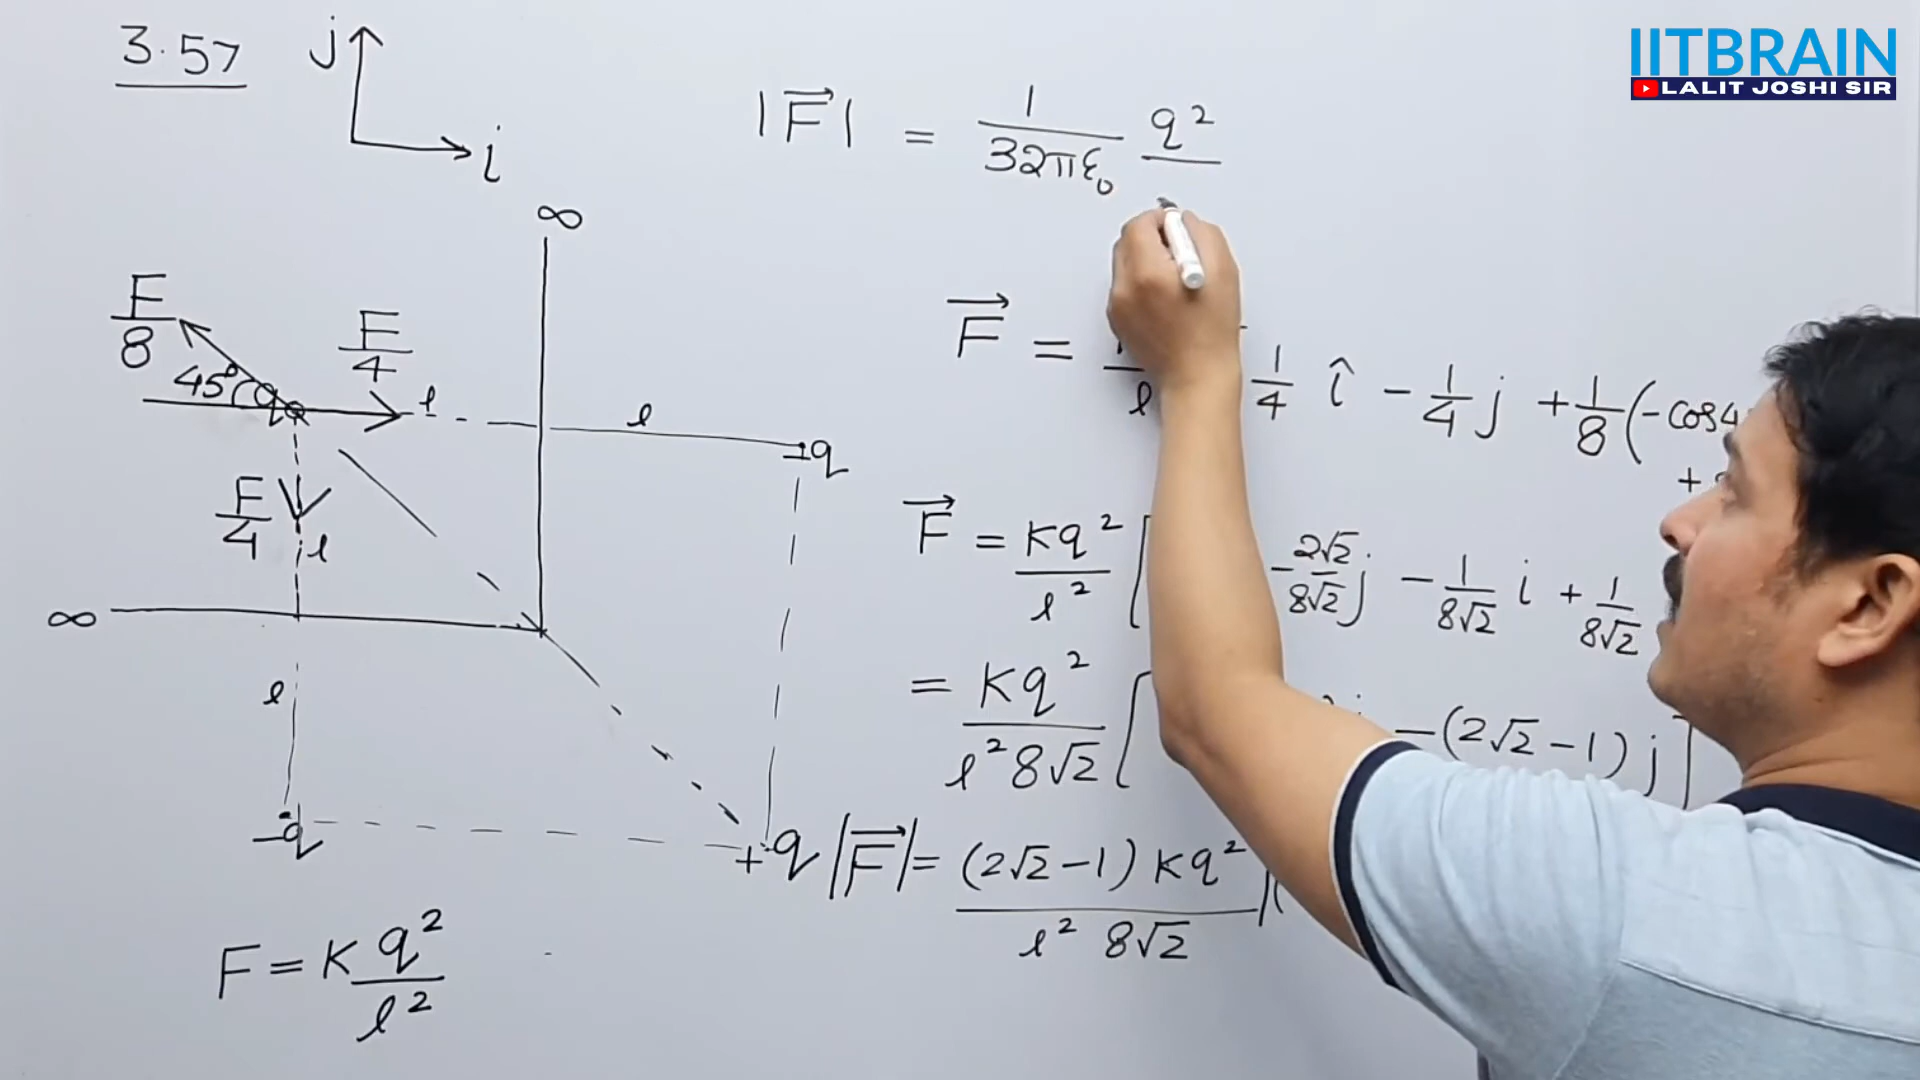 IITBRAIN
LALIT JOSHI SIR
3.57
j
i
|F| = 1/32πε₀ q²/
∞
F/8
45°
q
F/4
l
l
-q
F/4
l
∞
l
-q
+q
F = K q²/l²
F = l 1/4 î - 1/4 j + 1/8 (-cos4
+
F = Kq²/l² [ - 2√2/8√2 j - 1/8√2 i + 1/8√2
= Kq²/l² 8√2 [ - (2√2 - 1) j ]
|F| = (2√2 - 1) Kq²/l² 8√2